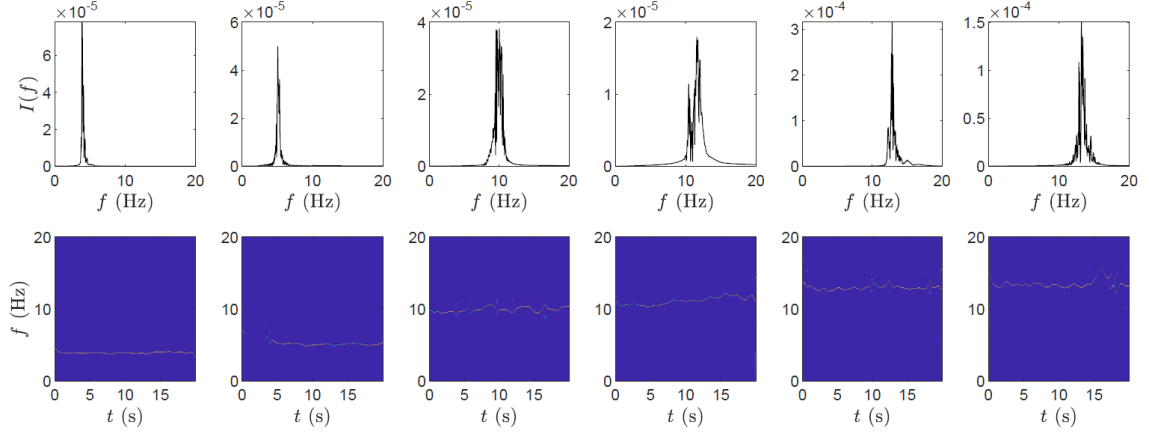 ×10⁻⁵ ×10⁻⁵ ×10⁻⁵ ×10⁻⁵ ×10⁻⁴ ×10⁻⁴
6 6 4 2 3 1.5
4 4 2 1 2 1
2 2 1 0.5
0 0 0 0 0 0
I(f)
0 10 20 0 10 20 0 10 20 0 10 20 0 10 20 0 10 20
f (Hz) f (Hz) f (Hz) f (Hz) f (Hz) f (Hz)
20 20 20 20 20 20
10 10 10 10 10 10
0 0 0 0 0 0
f (Hz)
0 5 10 15 0 5 10 15 0 5 10 15 0 5 10 15 0 5 10 15 0 5 10 15
t (s) t (s) t (s) t (s) t (s) t (s)